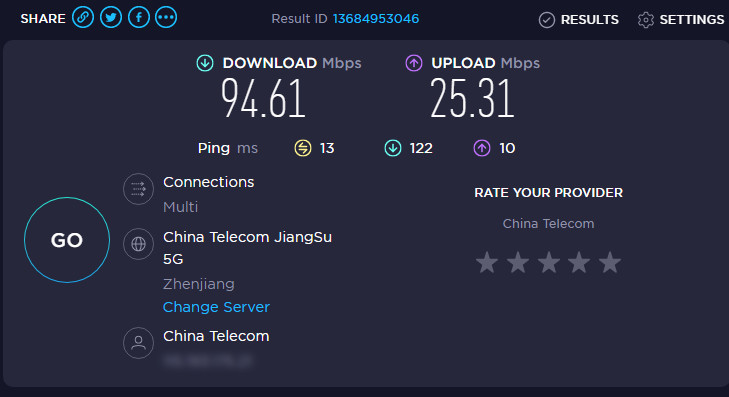 SHARE Result ID 13684953046 RESULTS SETTINGS
DOWNLOAD Mbps UPLOAD Mbps
94.61 25.31
Ping ms 13 122 10
Connections
Multi
RATE YOUR PROVIDER
China Telecom
GO
China Telecom JiangSu
5G
Zhenjiang
Change Server
China Telecom